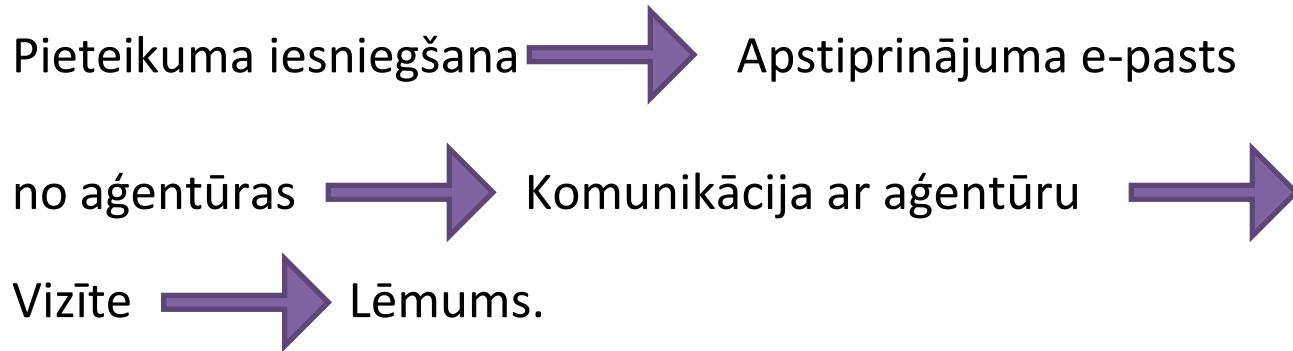 Pieteikuma iesniegšana Apstiprinājuma e-pasts
no aģentūras Komunikācija ar aģentūru
Vizīte Lēmums.